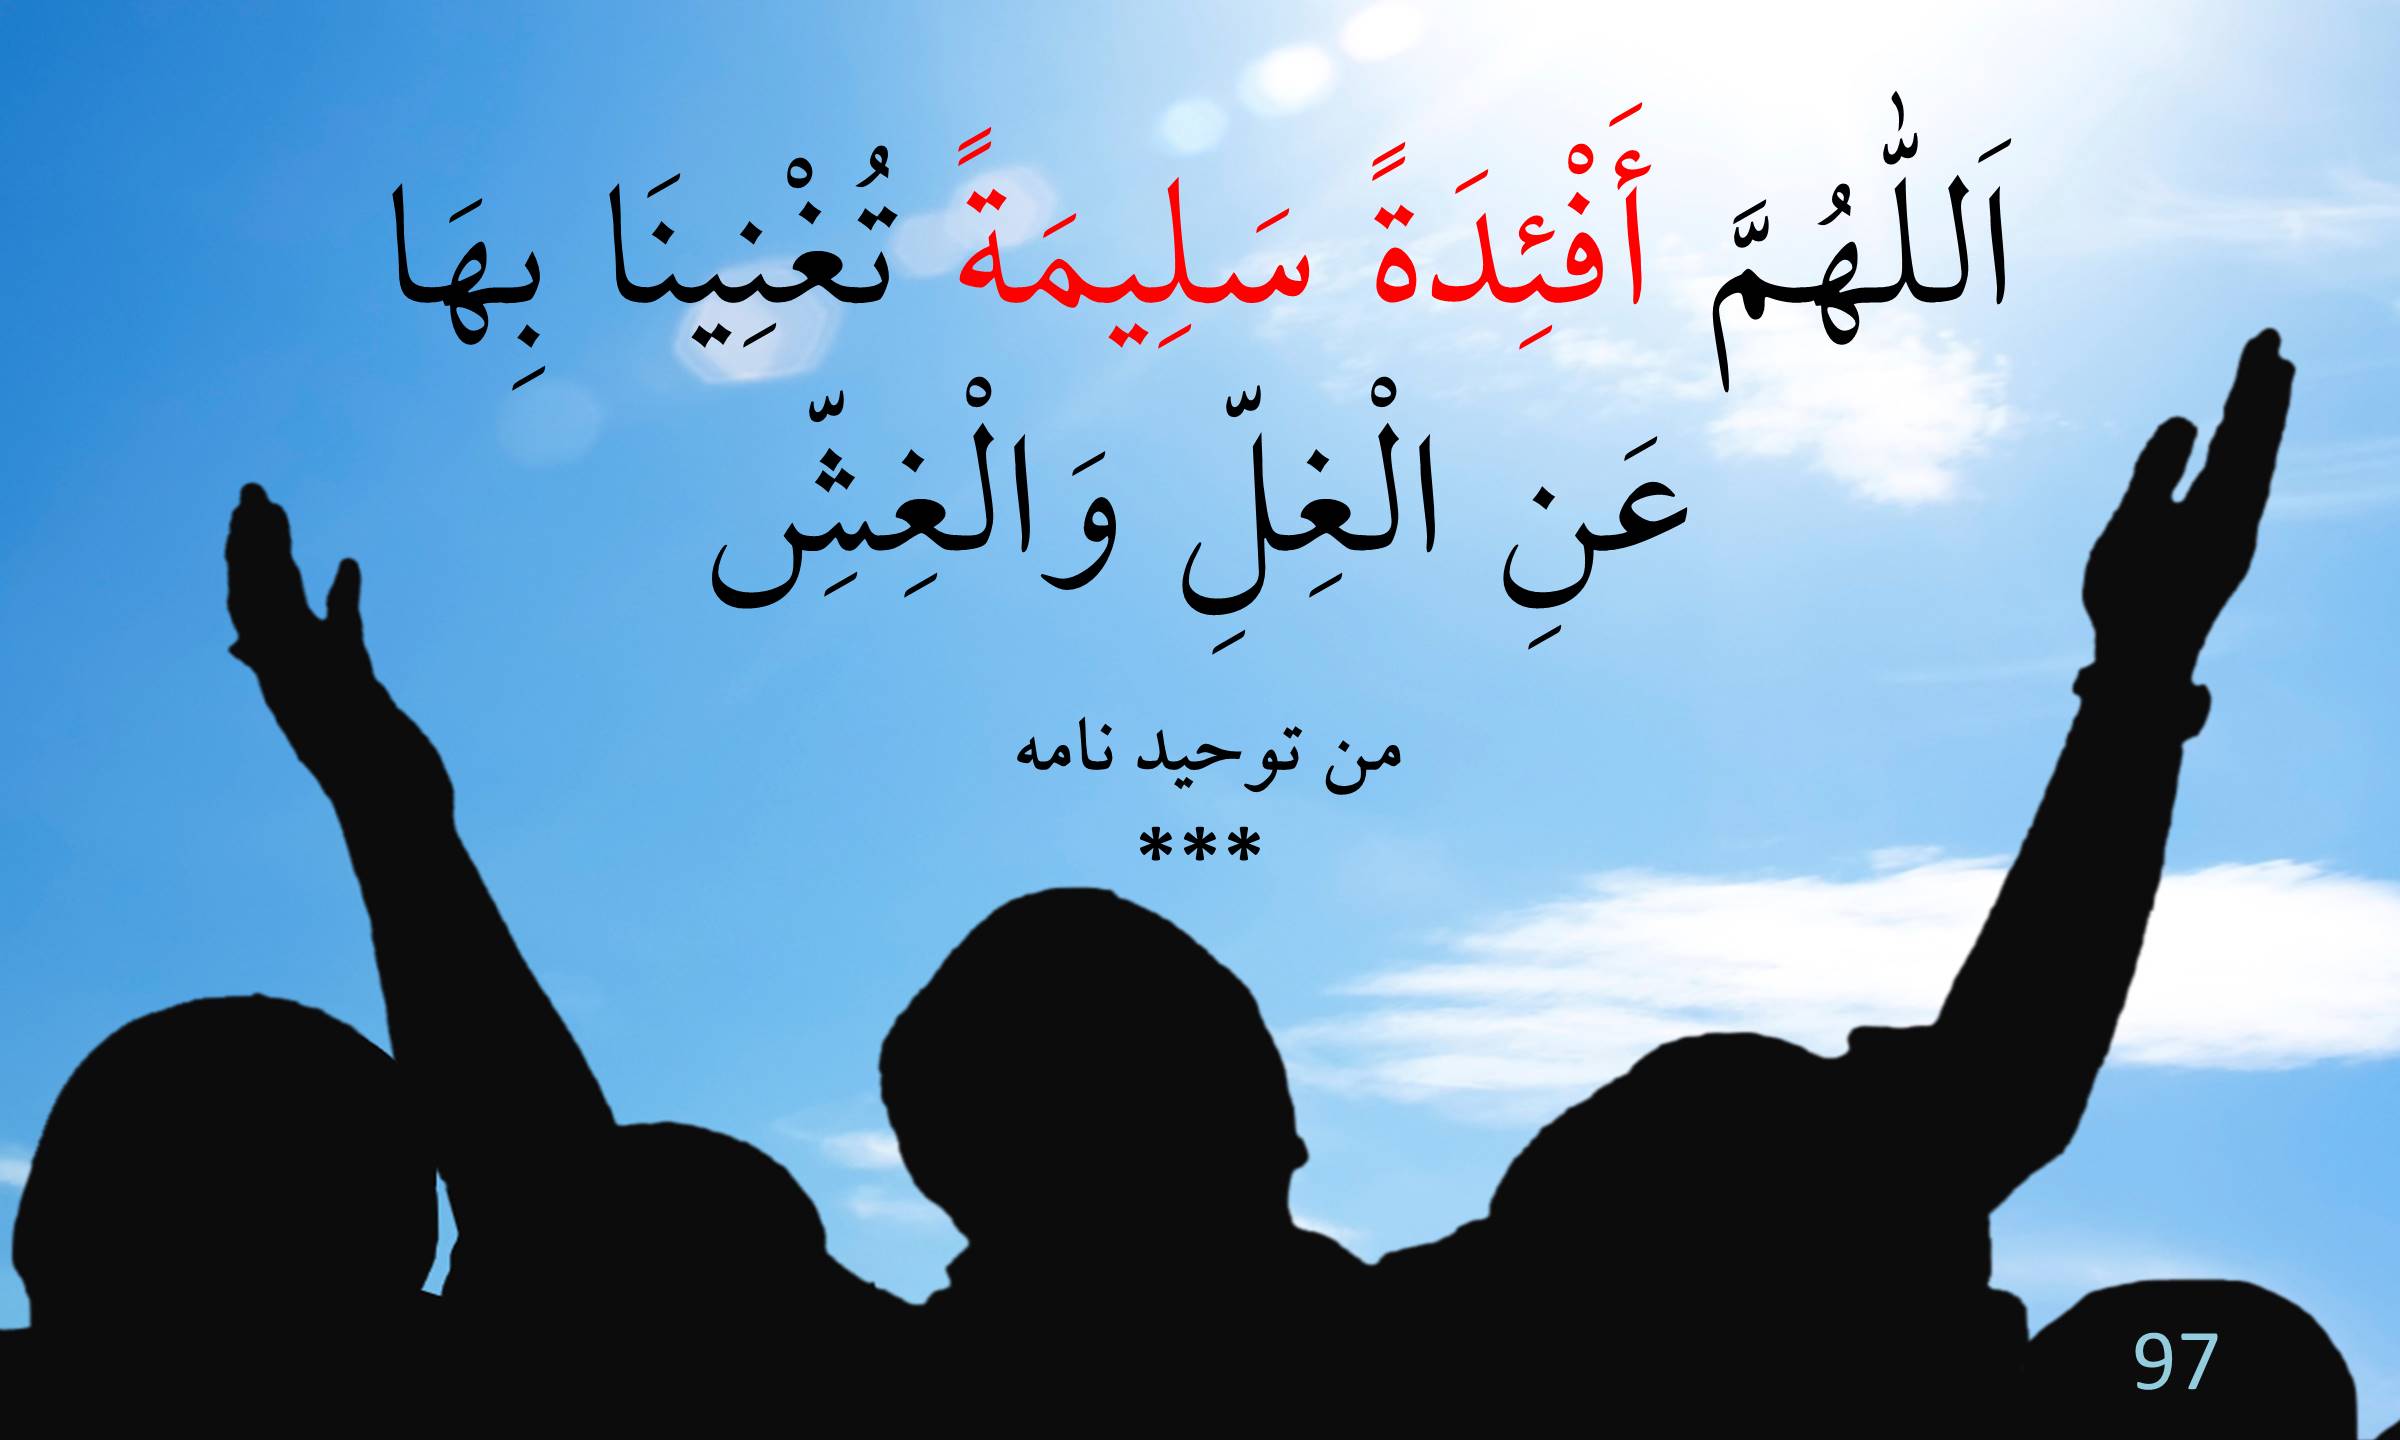 اَللّٰهُمَّ أَفْئِدَةً سَلِيمَةً تُغْنِينَا بِهَا
عَنِ الْغِلِّ وَالْغِشِّ
من توحيد نامه
***
97